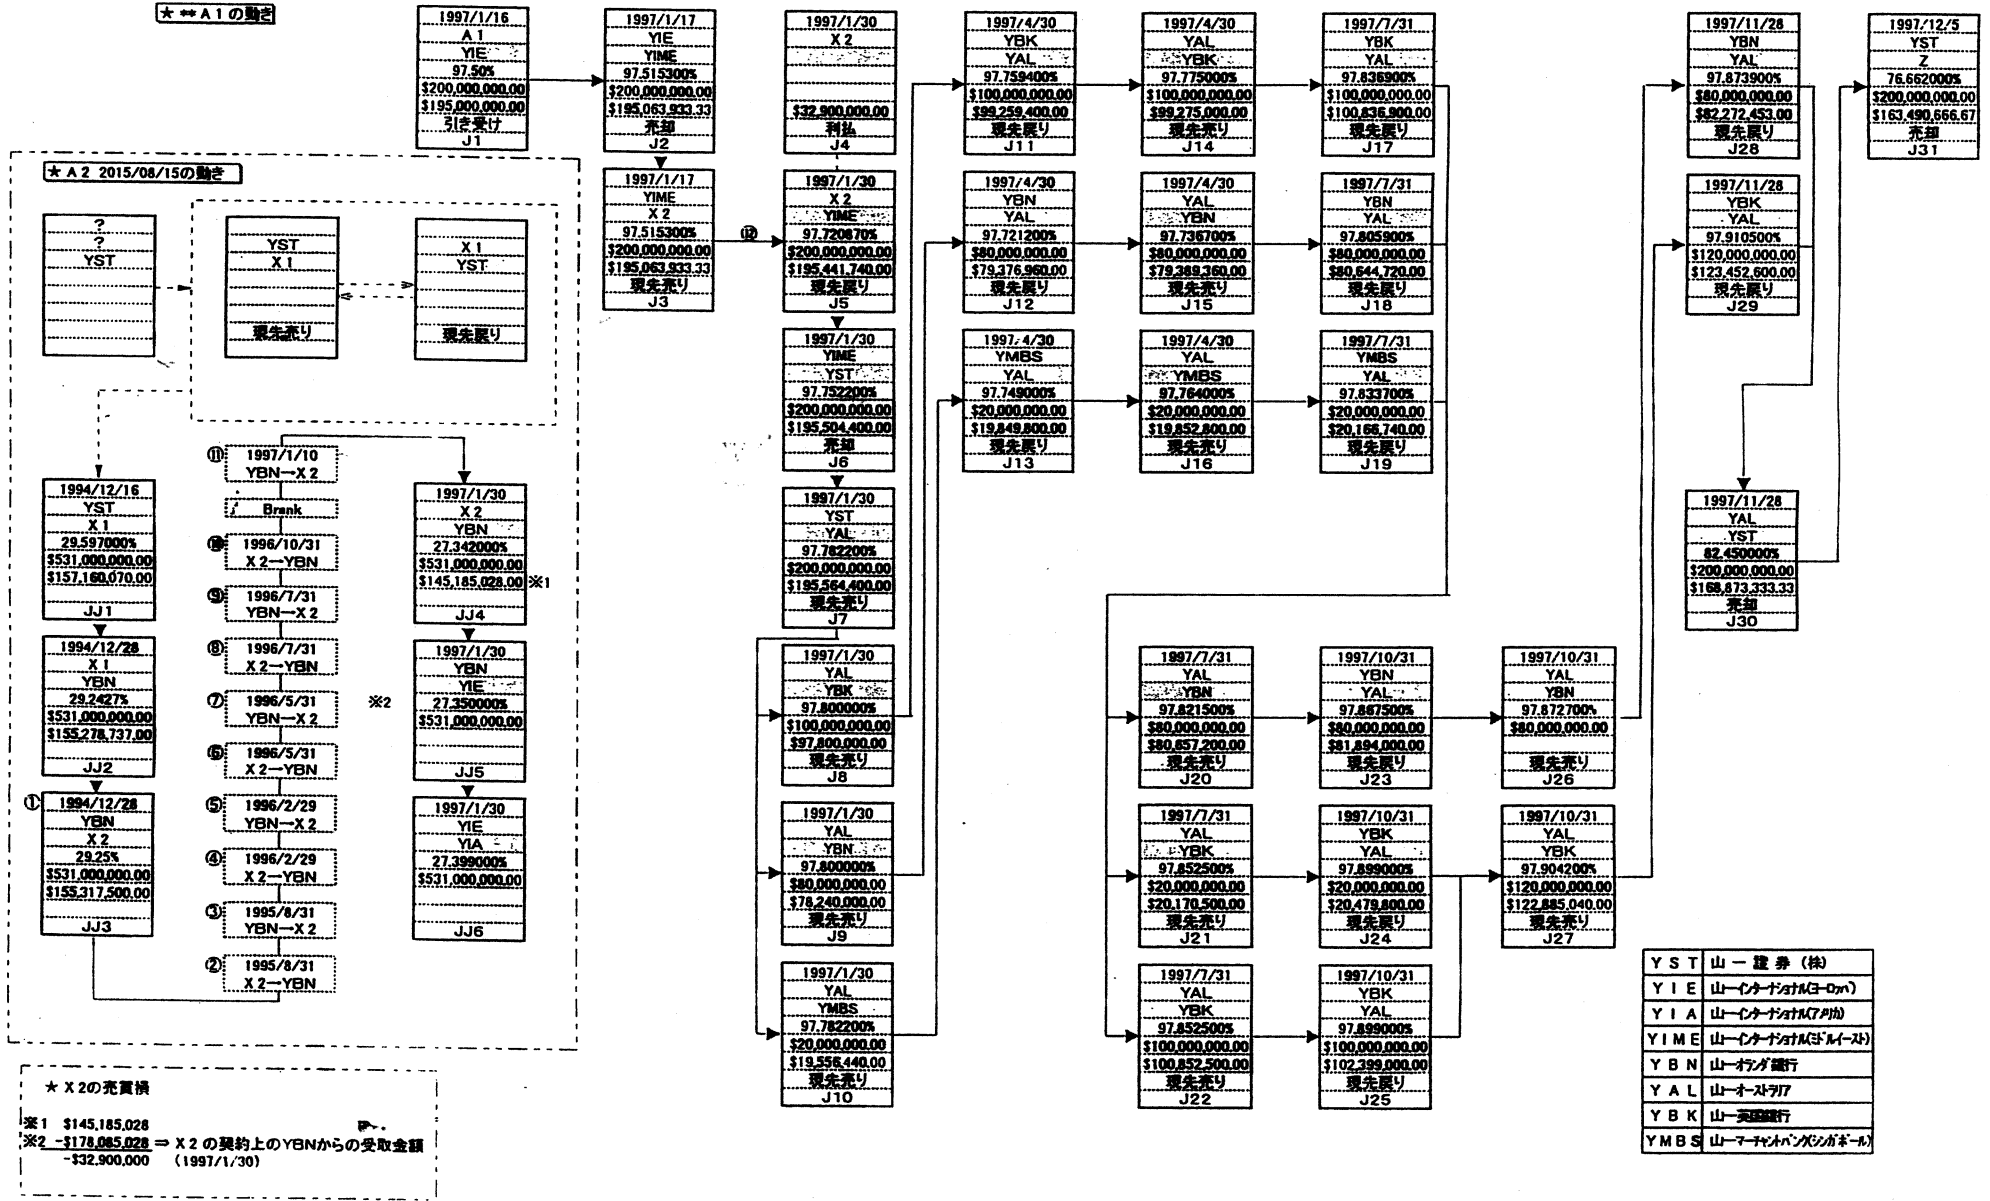 ★ **A1の動き
1997/1/16
A1
YIE
97.50%
$200,000,000.00
$195,000,000.00
引き受け
J1
1997/1/17
YIE
YIME
97.515300%
$200,000,000.00
$195,063,933.33
売却
J2
1997/1/17
YIME
X2
97.515300%
$200,000,000.00
$195,063,933.33
現先売り
J3
⑫
1997/1/30
X2
$32,900,000.00
利払
J4
1997/1/30
X2
YIME
97.720870%
$200,000,000.00
$195,441,740.00
現先戻り
J5
1997/1/30
YIME
YST
97.752200%
$200,000,000.00
$195,504,400.00
売却
J6
1997/1/30
YST
YAL
97.782200%
$200,000,000.00
$195,564,400.00
現先売り
J7
1997/1/30
YAL
YBK
97.800000%
$100,000,000.00
$97,800,000.00
現先売り
J8
1997/1/30
YAL
YBN
97.800000%
$80,000,000.00
$78,240,000.00
現先売り
J9
1997/1/30
YAL
YMBS
97.782200%
$20,000,000.00
$19,556,440.00
現先売り
J10
1997/4/30
YBK
YAL
97.759400%
$100,000,000.00
$99,259,400.00
現先戻り
J11
1997/4/30
YBN
YAL
97.721200%
$80,000,000.00
$79,376,960.00
現先戻り
J12
1997/4/30
YMBS
YAL
97.749000%
$20,000,000.00
$19,849,800.00
現先戻り
J13
1997/4/30
YAL
YBK
97.775000%
$100,000,000.00
$99,275,000.00
現先売り
J14
1997/4/30
YAL
YBN
97.736700%
$80,000,000.00
$79,389,360.00
現先売り
J15
1997/4/30
YAL
YMBS
97.764000%
$20,000,000.00
$19,852,800.00
現先売り
J16
1997/7/31
YBK
YAL
97.836900%
$100,000,000.00
$100,836,900.00
現先戻り
J17
1997/7/31
YBN
YAL
97.805900%
$80,000,000.00
$80,644,720.00
現先戻り
J18
1997/7/31
YMBS
YAL
97.833700%
$20,000,000.00
$20,166,740.00
現先戻り
J19
1997/7/31
YAL
YBN
97.821500%
$80,000,000.00
$80,657,200.00
現先売り
J20
1997/7/31
YAL
YBK
97.852500%
$20,000,000.00
$20,170,500.00
現先売り
J21
1997/7/31
YAL
YBK
97.852500%
$100,000,000.00
$100,852,500.00
現先売り
J22
1997/10/31
YBN
YAL
97.867500%
$80,000,000.00
$81,894,000.00
現先戻り
J23
1997/10/31
YBK
YAL
97.899000%
$20,000,000.00
$20,479,800.00
現先戻り
J24
1997/10/31
YBK
YAL
97.899000%
$102,399,000.00
現先戻り
J25
1997/10/31
YAL
YBN
97.872700%
$80,000,000.00
現先売り
J26
1997/10/31
YAL
YBK
97.904200%
$120,000,000.00
$122,885,040.00
現先売り
J27
1997/11/28
YBN
YAL
97.873900%
$80,000,000.00
$82,272,453.00
現先戻り
J28
1997/11/28
YBK
YAL
97.910500%
$120,000,000.00
$123,452,600.00
現先戻り
J29
1997/11/28
YAL
YST
82.450000%
$200,000,000.00
$168,873,333.33
売却
J30
1997/12/5
YST
Z
76.662000%
$200,000,000.00
$163,490,666.67
売却
J31
★ A2 2015/08/15の動き
?
?
YST
YST
X1
現先売り
X1
YST
現先戻り
1994/12/16
YST
X1
29.597000%
$531,000,000.00
$157,160,070.00
JJ1
1994/12/28
X1
YBN
29.2427%
$531,000,000.00
$155,278,737.00
JJ2
①
1994/12/28
YBN
X2
29.25%
$531,000,000.00
$155,317,500.00
JJ3
⑪ 1997/1/10
YBN→X2
Brank
⑩ 1996/10/31
X2→YBN
⑨ 1996/7/31
YBN→X2
⑧ 1996/7/31
X2→YBN
⑦ 1996/5/31
YBN→X2
⑥ 1996/5/31
X2→YBN
⑤ 1996/2/29
YBN→X2
④ 1996/2/29
X2→YBN
③ 1995/8/31
YBN→X2
② 1995/8/31
X2→YBN
1997/1/30
X2
YBN
27.342000%
$531,000,000.00
$145,185,028.00 ※1
JJ4
※2
1997/1/30
YBN
YIE
27.350000%
$531,000,000.00
JJ5
1997/1/30
YIE
YIA
27.399000%
$531,000,000.00
JJ6
★ X2の売買損
※1 $145,185,028
※2 -$178,085,028 ⇒ X2の契約上のYBNからの受取金額
-$32,900,000 (1997/1/30)
YST 山一證券(株)
YIE 山一インターナショナル(ヨーロッパ)
YIA 山一インターナショナル(アメリカ)
YIME 山一インターナショナル(ミドルイースト)
YBN 山一オランダ銀行
YAL 山一オーストラリア
YBK 山一英国銀行
YMBS 山一マーチャントバンク(シンガポール)